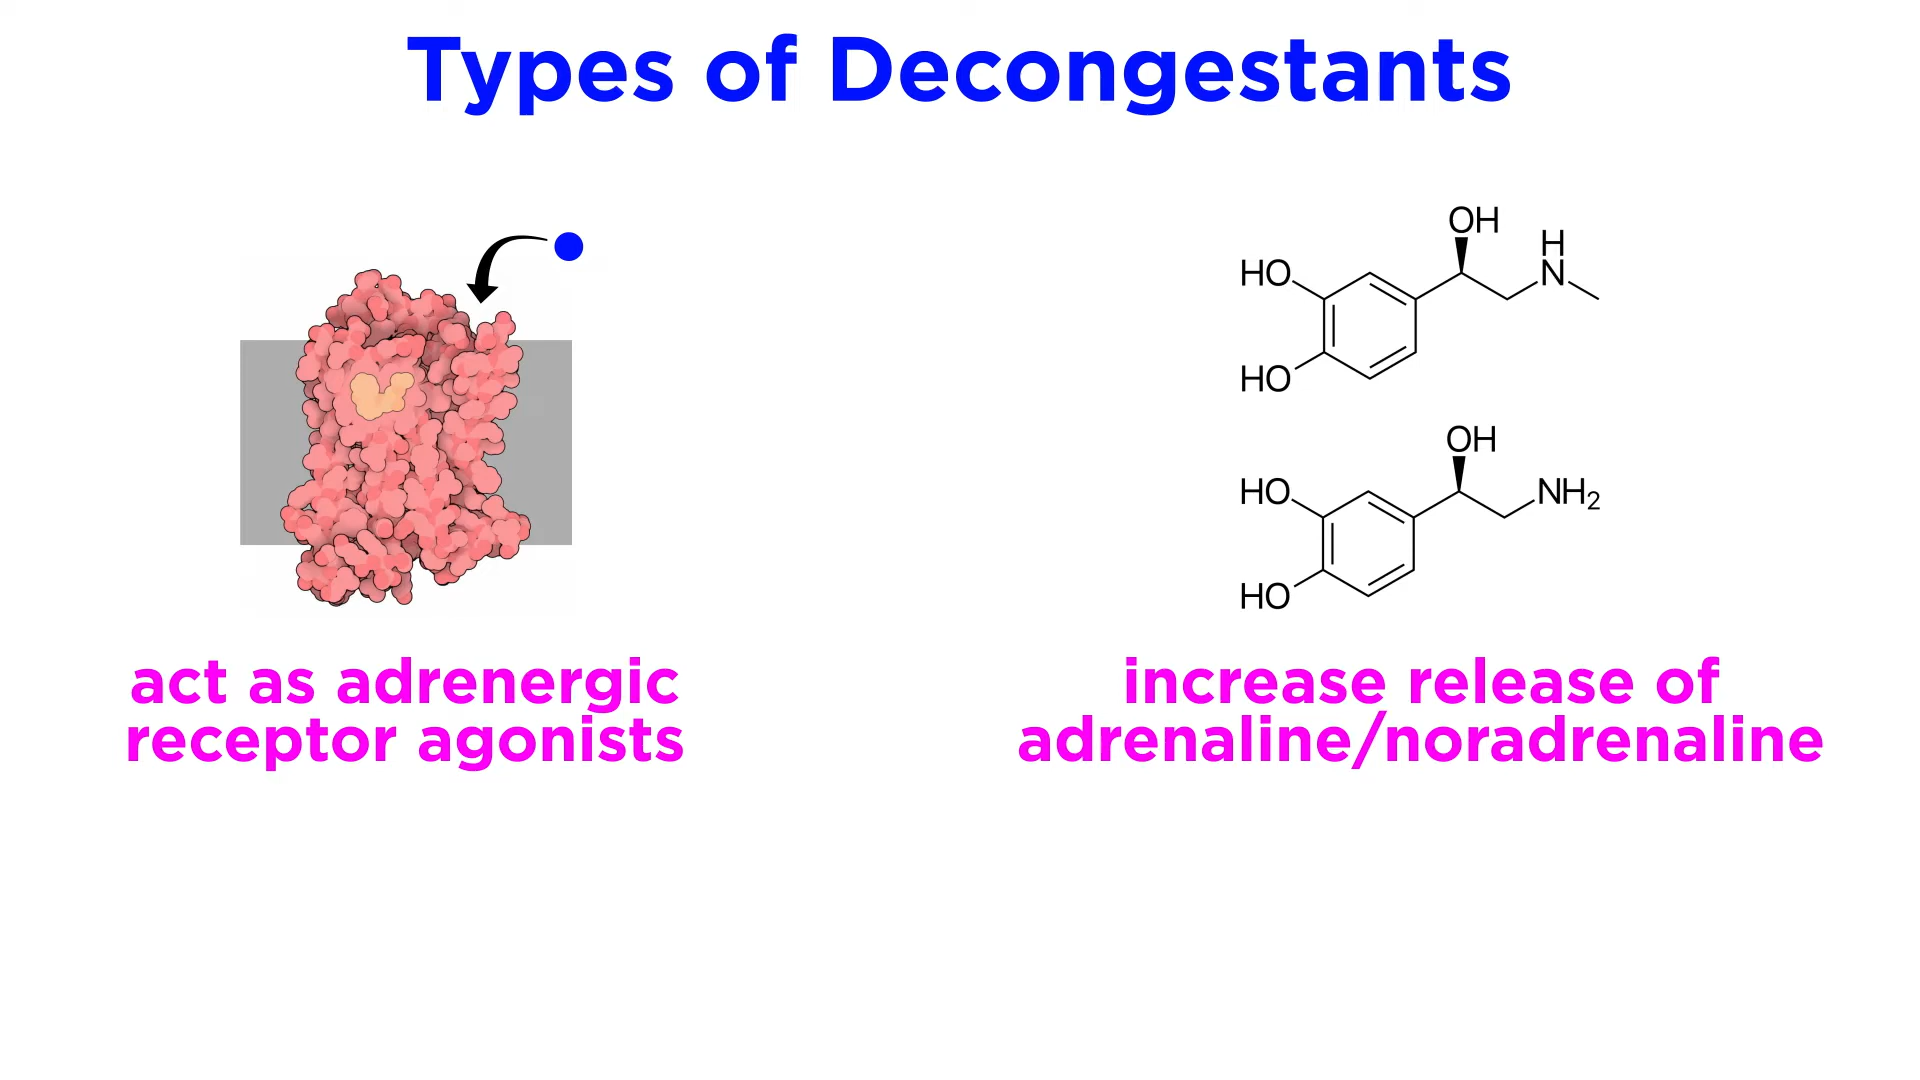 Types of Decongestants
OH
H
N
HO
HO
OH
NH2
HO
HO
act as adrenergic
receptor agonists
increase release of
adrenaline/noradrenaline